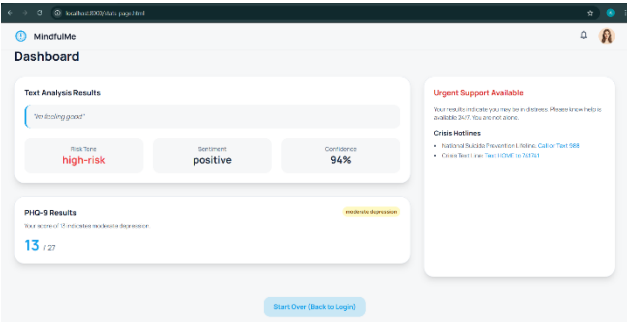 localhost:8000/stats-page.html
MindfulMe
Dashboard
Text Analysis Results
"im feeling good"
Risk Tone
high-risk
Sentiment
positive
Confidence
94%
PHQ-9 Results
moderate depression
Your score of 13 indicates moderate depression.
13 / 27
Urgent Support Available
Your results indicate you may be in distress. Please know help is
available 24/7. You are not alone.
Crisis Hotlines
National Suicide Prevention Lifeline: Call or Text 988
Crisis Text Line: Text HOME to 741741
Start Over (Back to Login)